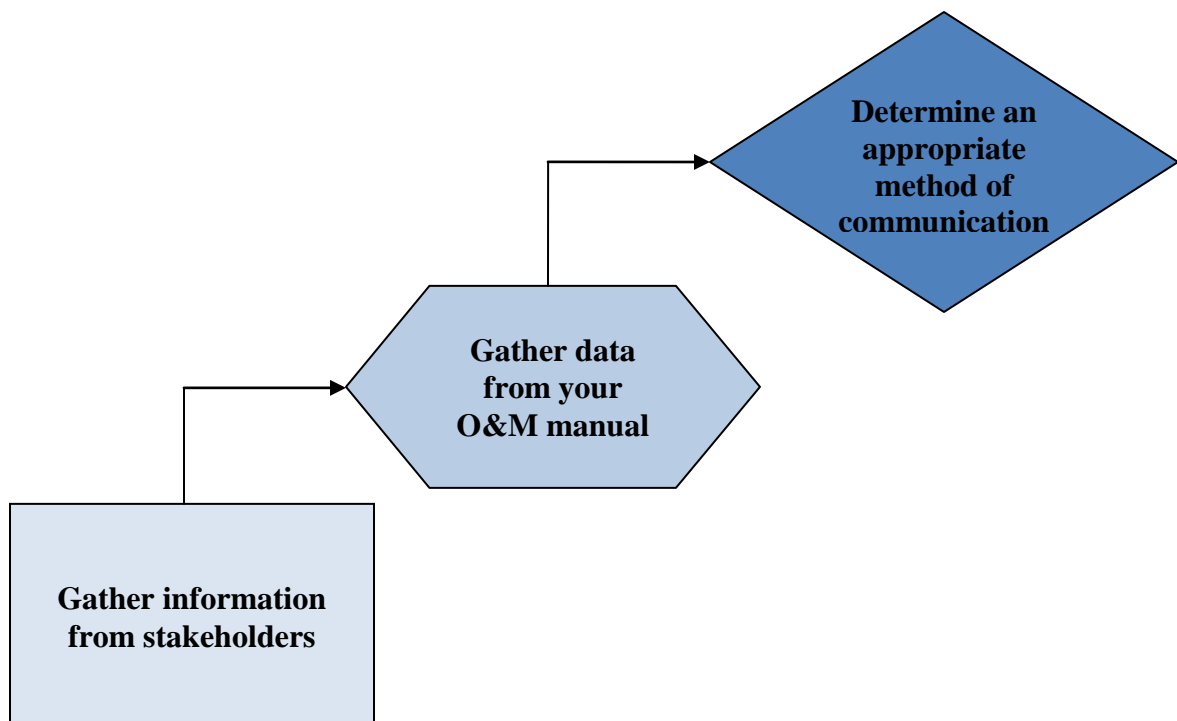 Determine an
appropriate
method of
communication
Gather data
from your
O&M manual
Gather information
from stakeholders